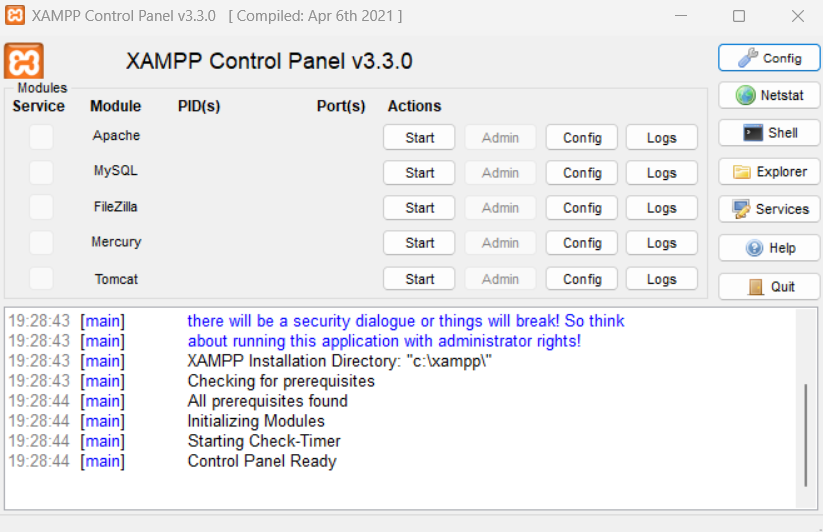 XAMPP Control Panel v3.3.0 [ Compiled: Apr 6th 2021 ]
XAMPP Control Panel v3.3.0
Config
Modules
Service Module PID(s) Port(s) Actions
Netstat
Apache Start Admin Config Logs
Shell
MySQL Start Admin Config Logs
Explorer
FileZilla Start Admin Config Logs
Services
Mercury Start Admin Config Logs
Help
Tomcat Start Admin Config Logs
Quit
19:28:43 [main] there will be a security dialogue or things will break! So think
19:28:43 [main] about running this application with administrator rights!
19:28:43 [main] XAMPP Installation Directory: "c:\xampp\"
19:28:43 [main] Checking for prerequisites
19:28:44 [main] All prerequisites found
19:28:44 [main] Initializing Modules
19:28:44 [main] Starting Check-Timer
19:28:44 [main] Control Panel Ready